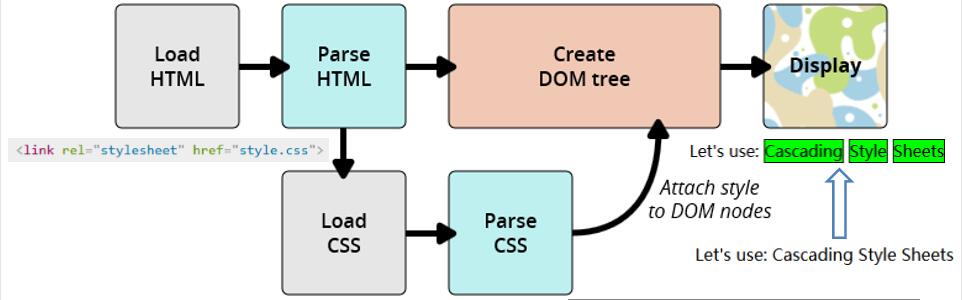 Load
HTML
Parse
HTML
Create
DOM tree
Display
<link rel="stylesheet" href="style.css">
Let's use: Cascading Style Sheets
Load
CSS
Parse
CSS
Attach style
to DOM nodes
Let's use: Cascading Style Sheets